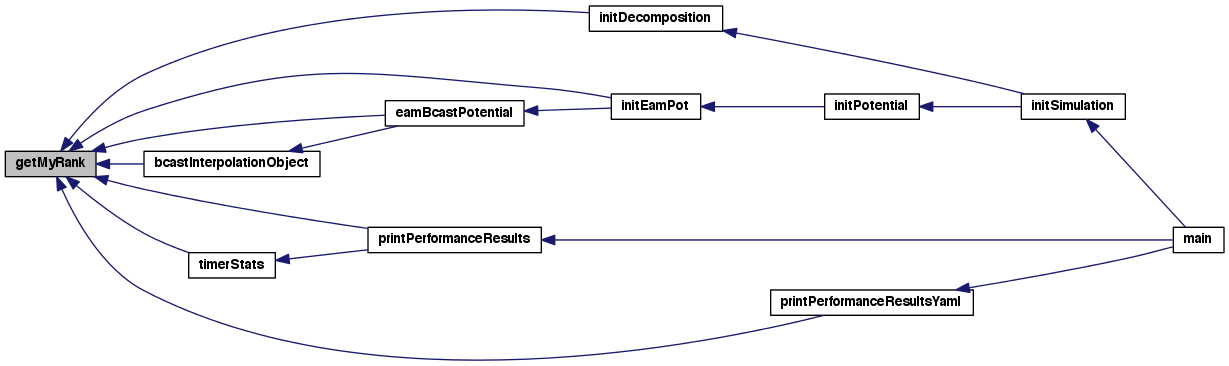 initDecomposition
initEamPot
initPotential
initSimulation
eamBcastPotential
getMyRank
bcastInterpolationObject
printPerformanceResults
main
timerStats
printPerformanceResultsYaml